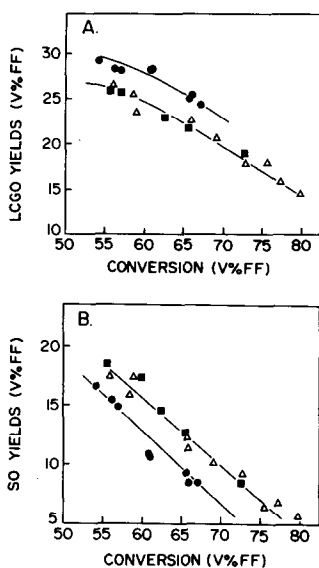 A.
LCGO YIELDS (V%FF)
30
25
20
15
10
50 55 60 65 70 75 80
CONVERSION (V%FF)
B.
SO YIELDS (V%FF)
20
15
10
5
50 55 60 65 70 75 80
CONVERSION (V%FF)